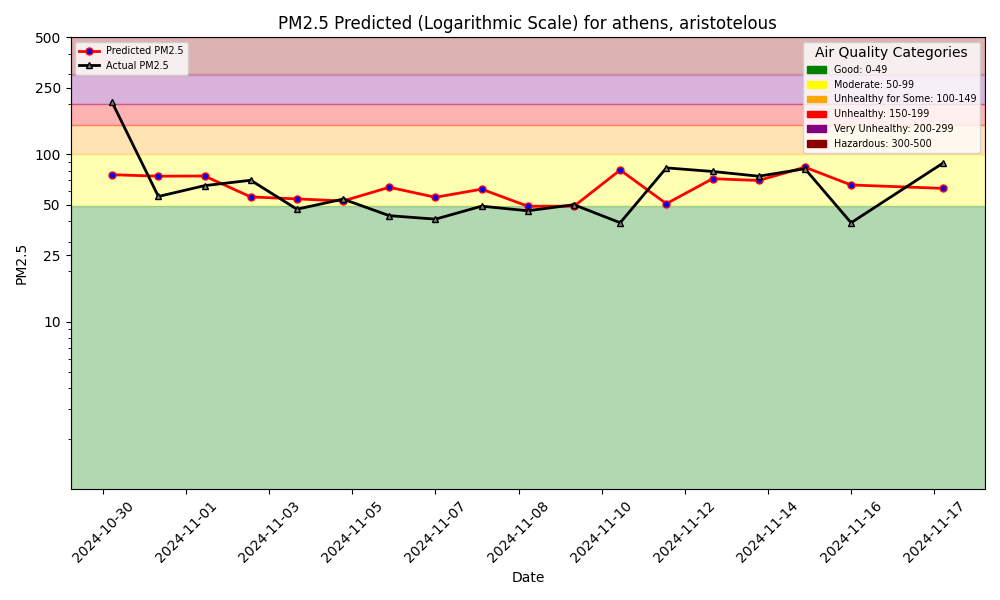 PM2.5 Predicted (Logarithmic Scale) for athens, aristotelous
Predicted PM2.5
Actual PM2.5
Air Quality Categories
Good: 0-49
Moderate: 50-99
Unhealthy for Some: 100-149
Unhealthy: 150-199
Very Unhealthy: 200-299
Hazardous: 300-500
500
250
100
50
25
10
PM2.5
2024-10-30
2024-11-01
2024-11-03
2024-11-05
2024-11-07
2024-11-08
2024-11-10
2024-11-12
2024-11-14
2024-11-16
2024-11-17
Date